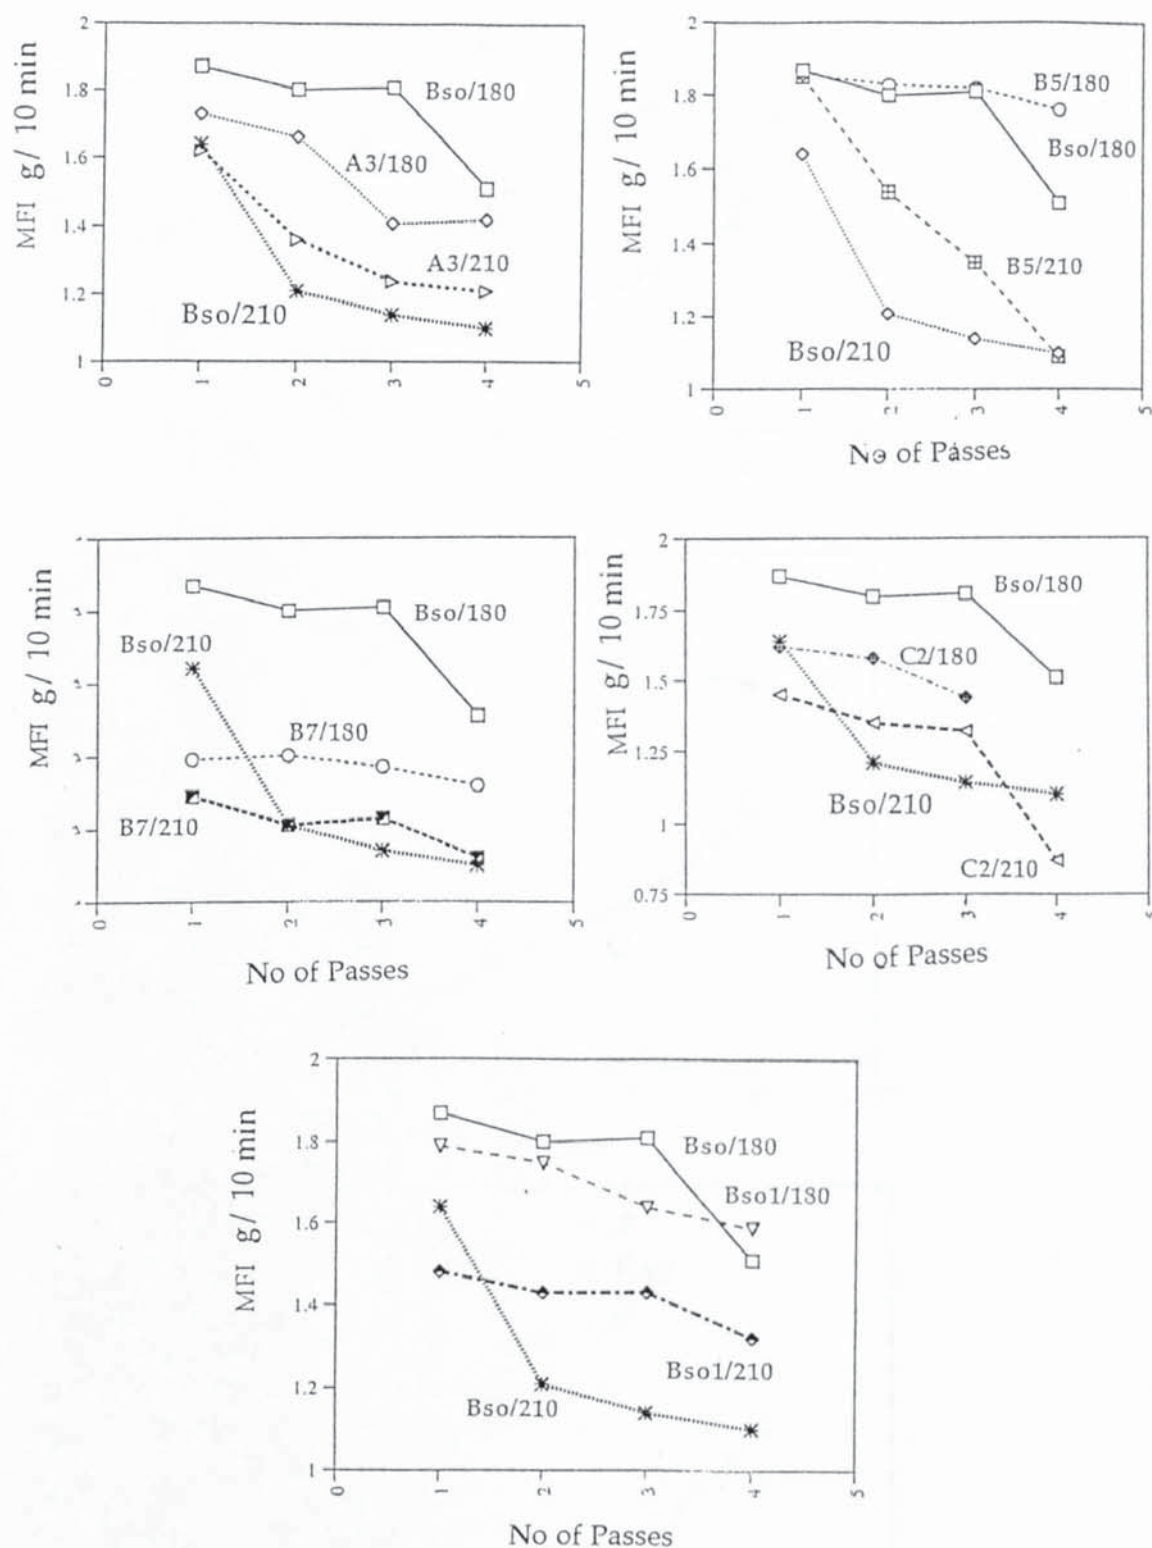 MFI g/ 10 min
2
1.8
1.6
1.4
1.2
1
0
1
2
3
4
5
Bso/180
A3/180
A3/210
Bso/210
MFI g/ 10 min
2
1.8
1.6
1.4
1.2
1
0
1
2
3
4
5
B5/180
Bso/180
B5/210
Bso/210
No of Passes
MFI g/ 10 min
0
1
2
3
4
5
Bso/180
Bso/210
B7/180
B7/210
No of Passes
MFI g/ 10 min
2
1.75
1.5
1.25
1
0.75
0
1
2
3
4
5
Bso/180
C2/180
Bso/210
C2/210
No of Passes
MFI g/ 10 min
2
1.8
1.6
1.4
1.2
1
0
1
2
3
4
5
Bso/180
Bso1/180
Bso1/210
Bso/210
No of Passes